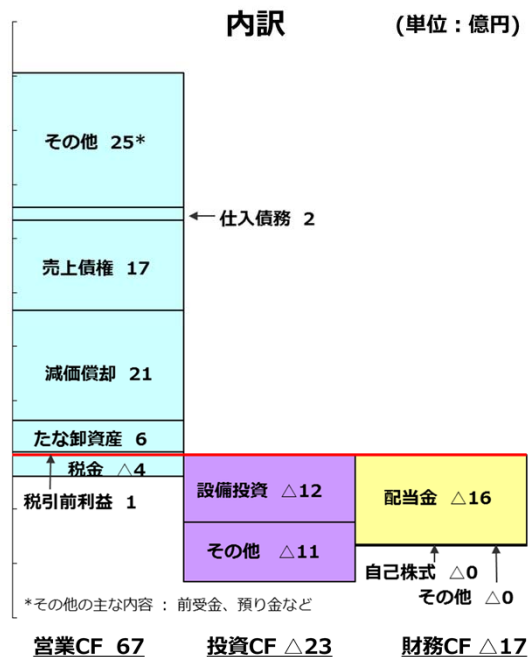 内訳
(単位：億円)
その他 25*
仕入債務 2
売上債権 17
減価償却 21
たな卸資産 6
税金 △4
税引前利益 1
設備投資 △12
その他 △11
配当金 △16
自己株式 △0
その他 △0
*その他の主な内容 ： 前受金、預り金など
営業CF 67
投資CF △23
財務CF △17